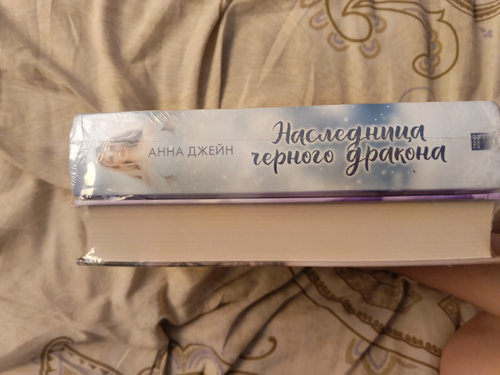 АННА ДЖЕЙН
Наследница
черного дракона